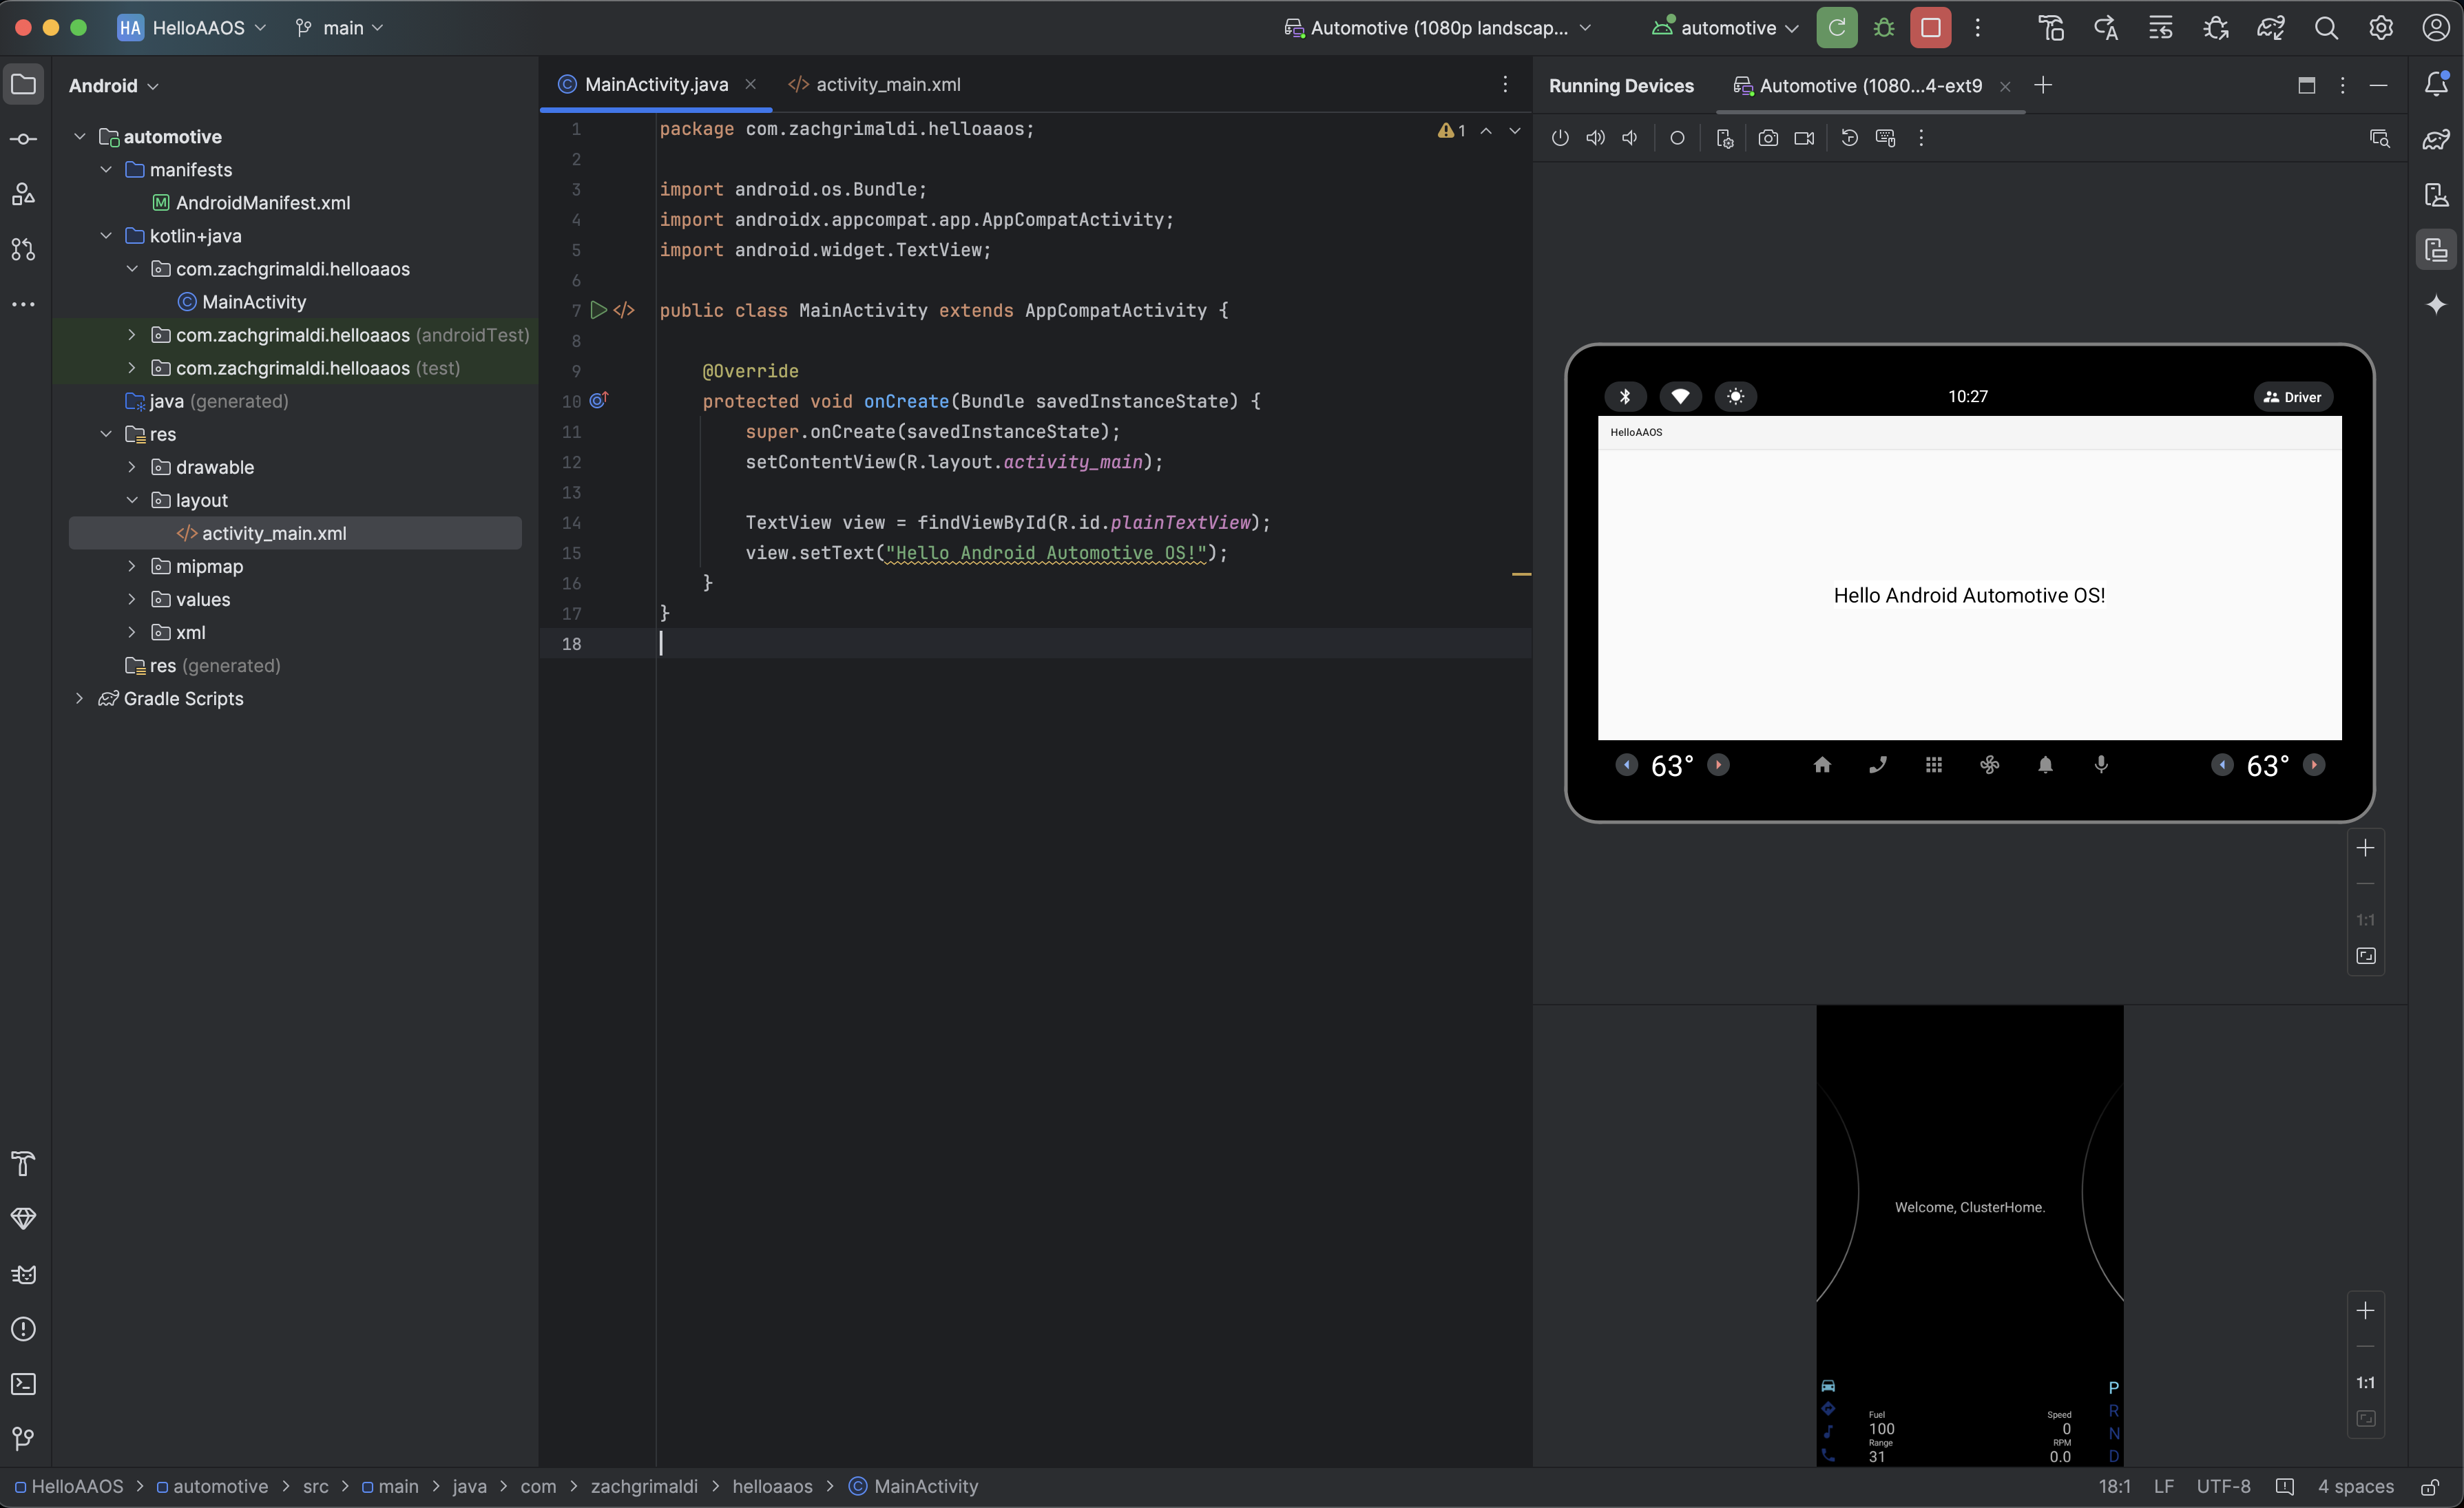 HA HelloAAOS main Automotive (1080p landscap... automotive
Android
automotive
manifests
AndroidManifest.xml
kotlin+java
com.zachgrimaldi.helloaaos
MainActivity
com.zachgrimaldi.helloaaos (androidTest)
com.zachgrimaldi.helloaaos (test)
java (generated)
res
drawable
layout
activity_main.xml
mipmap
values
xml
res (generated)
Gradle Scripts
MainActivity.java activity_main.xml
1
1 package com.zachgrimaldi.helloaaos;
2
3 import android.os.Bundle;
4 import androidx.appcompat.app.AppCompatActivity;
5 import android.widget.TextView;
6
7 public class MainActivity extends AppCompatActivity {
8
9 @Override
10 protected void onCreate(Bundle savedInstanceState) {
11 super.onCreate(savedInstanceState);
12 setContentView(R.layout.activity_main);
13
14 TextView view = findViewById(R.id.plainTextView);
15 view.setText("Hello Android Automotive OS!");
16 }
17 }
18
Running Devices Automotive (1080...4-ext9
10:27 Driver
HelloAAOS
Hello Android Automotive OS!
63° 63°
1:1
Welcome, ClusterHome.
Fuel
100
Range
31
Speed
0
RPM
0.0
P
R
N
D
1:1
HelloAAOS > automotive > src > main > java > com > zachgrimaldi > helloaaos > MainActivity
18:1 LF UTF-8 4 spaces